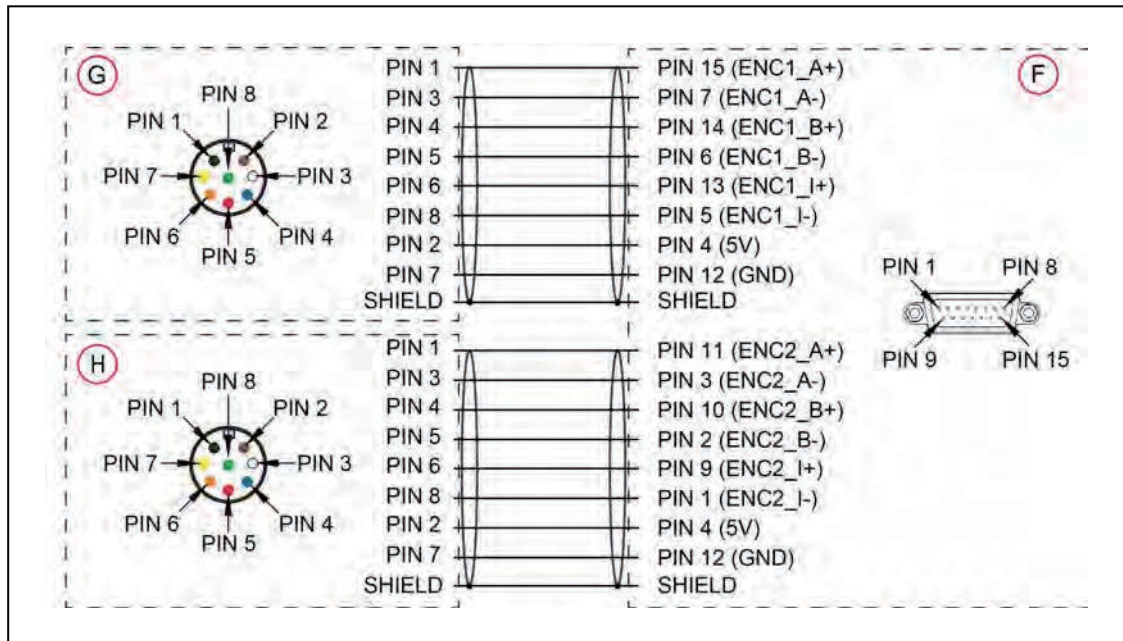 G
PIN 8
PIN 1
PIN 2
PIN 7
PIN 3
PIN 6
PIN 4
PIN 5
PIN 1
PIN 15 (ENC1_A+)
PIN 3
PIN 7 (ENC1_A-)
PIN 4
PIN 14 (ENC1_B+)
PIN 5
PIN 6 (ENC1_B-)
PIN 6
PIN 13 (ENC1_I+)
PIN 8
PIN 5 (ENC1_I-)
PIN 2
PIN 4 (5V)
PIN 7
PIN 12 (GND)
SHIELD
SHIELD
H
PIN 8
PIN 1
PIN 2
PIN 7
PIN 3
PIN 6
PIN 4
PIN 5
PIN 1
PIN 11 (ENC2_A+)
PIN 3
PIN 3 (ENC2_A-)
PIN 4
PIN 10 (ENC2_B+)
PIN 5
PIN 2 (ENC2_B-)
PIN 6
PIN 9 (ENC2_I+)
PIN 8
PIN 1 (ENC2_I-)
PIN 2
PIN 4 (5V)
PIN 7
PIN 12 (GND)
SHIELD
SHIELD
F
PIN 1
PIN 8
PIN 9
PIN 15